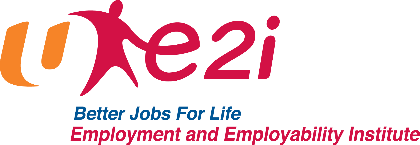 U e2i
Better Jobs For Life
Employment and Employability Institute